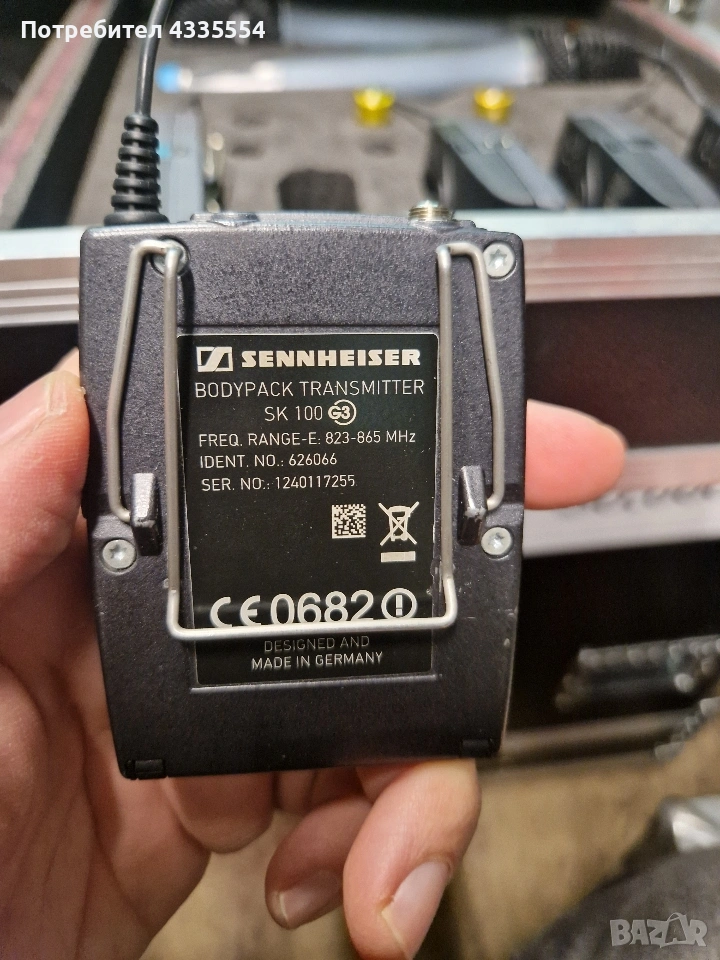 Потребител 4335554
SENNHEISER
BODYPACK TRANSMITTER
SK 100 G3
FREQ. RANGE-E: 823-865 MHz
IDENT. NO.: 626066
SER. NO.: 1240117255
CE 0682
DESIGNED AND
MADE IN GERMANY
BAZAR